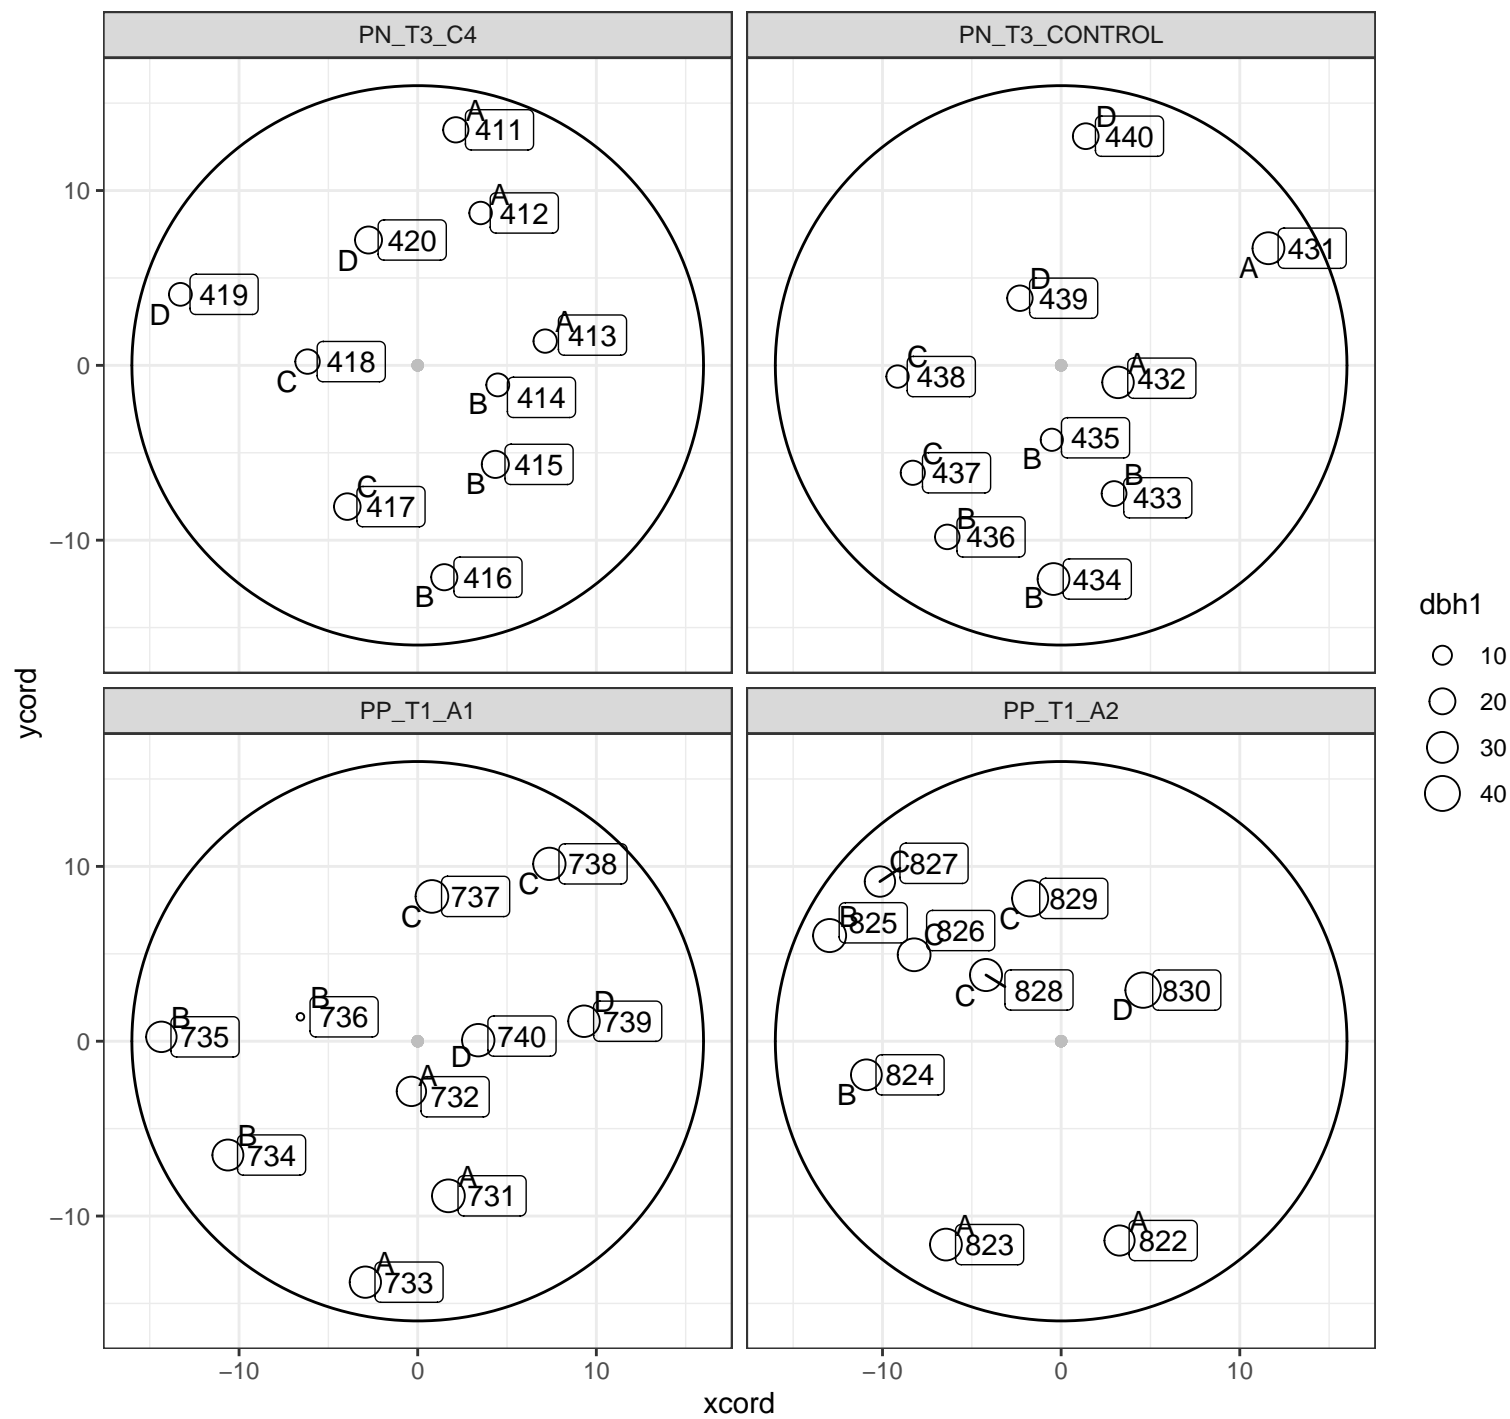 PN_T3_C4
PN_T3_CONTROL
A
411
A
412
420
D
419
D
A
413
418
C
414
B
415
B
C
417
416
B
10
0
−10
D
440
431
A
D
439
C
438
A
432
435
B
C
437
B
433
B
436
434
B
ycord
PP_T1_A1
PP_T1_A2
738
C
737
C
B
736
B
735
D
739
740
D
A
732
B
734
A
731
A
733
10
0
−10
C
827
829
C
B
825
C
826
828
C
830
D
824
B
A
823
A
822
−10
0
10
−10
0
10
xcord
dbh1
10
20
30
40